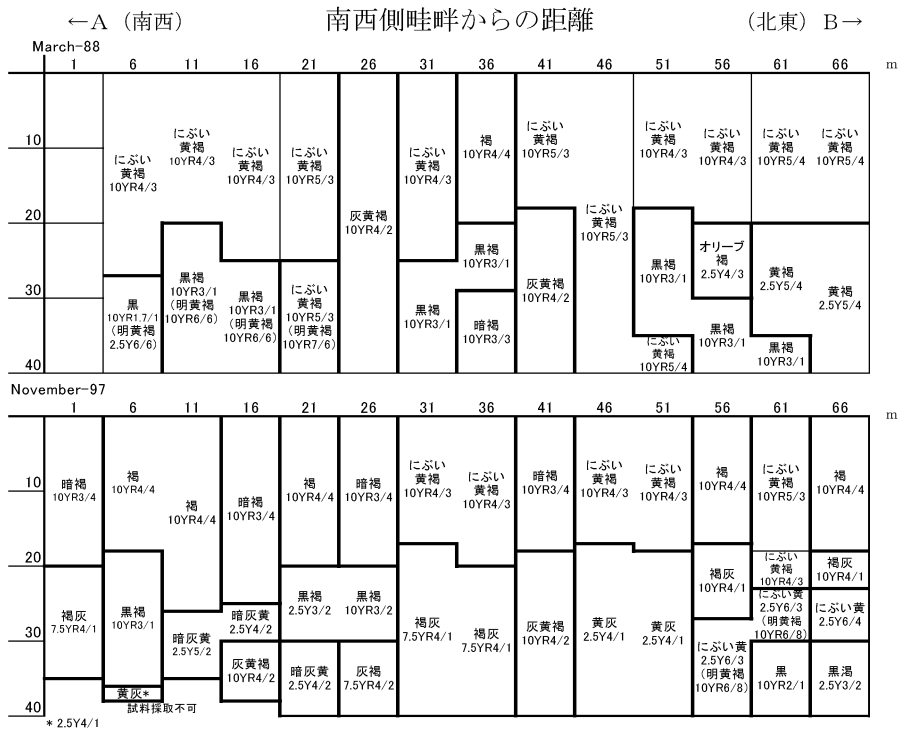 ←A（南西） 南西側畦畔からの距離 （北東）B→
March-88
1 6 11 16 21 26 31 36 41 46 51 56 61 66 m
10
20
30
40
にぶい
黄褐
10YR4/3
黒
10YR1.7/1
（明黄褐
2.5Y6/6）
にぶい
黄褐
10YR4/3
黒褐
10YR3/1
（明黄褐
10YR6/6）
にぶい
黄褐
10YR4/3
黒褐
10YR3/1
（明黄褐
10YR6/6）
にぶい
黄褐
10YR5/3
にぶい
黄褐
10YR5/3
（明黄褐
10YR7/6）
灰黄褐
10YR4/2
にぶい
黄褐
10YR4/3
黒褐
10YR3/1
褐
10YR4/4
黒褐
10YR3/1
暗褐
10YR3/3
にぶい
黄褐
10YR5/3
灰黄褐
10YR4/2
にぶい
黄褐
10YR5/3
にぶい
黄褐
10YR4/3
黒褐
10YR3/1
にぶい
黄褐
10YR5/4
にぶい
黄褐
10YR4/3
オリーブ
褐
2.5Y4/3
黒褐
10YR3/1
にぶい
黄褐
10YR5/4
黄褐
2.5Y5/4
黒褐
10YR3/1
にぶい
黄褐
10YR5/4
黄褐
2.5Y5/4
November-97
1 6 11 16 21 26 31 36 41 46 51 56 61 66 m
10
20
30
40
暗褐
10YR3/4
褐灰
7.5YR4/1
褐
10YR4/4
黒褐
10YR3/1
黄灰*
試料採取不可
褐
10YR4/4
暗灰黄
2.5Y5/2
暗褐
10YR3/4
暗灰黄
2.5Y4/2
灰黄褐
10YR4/2
褐
10YR4/4
黒褐
2.5Y3/2
暗灰黄
2.5Y4/2
暗褐
10YR3/4
黒褐
10YR3/2
灰褐
7.5YR4/2
にぶい
黄褐
10YR4/3
褐灰
7.5YR4/1
にぶい
黄褐
10YR4/3
褐灰
7.5YR4/1
暗褐
10YR3/4
灰黄褐
10YR4/2
にぶい
黄褐
10YR4/3
黄灰
2.5Y4/1
にぶい
黄褐
10YR4/3
黄灰
2.5Y4/1
褐
10YR4/4
褐灰
10YR4/1
にぶい黄
2.5Y6/3
（明黄褐
10YR6/8）
にぶい
黄褐
10YR5/3
にぶい
黄褐
10YR4/3
にぶい黄
2.5Y6/3
（明黄褐
10YR6/8）
黒
10YR2/1
褐
10YR4/4
褐灰
10YR4/1
にぶい黄
2.5Y6/4
黒渇
2.5Y3/2
* 2.5Y4/1